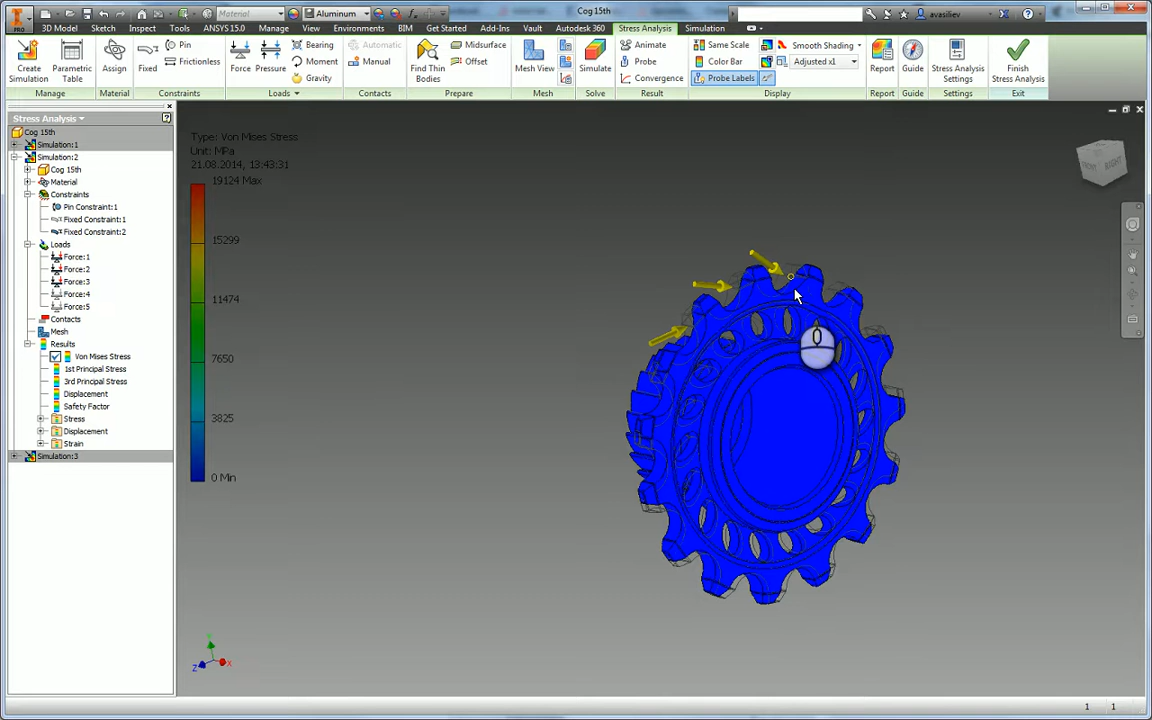 Cog 15th
Material
Aluminum
avasiliev
PRO
3D Model
Sketch
Inspect
Tools
ANSYS 15.0
Manage
View
Environments
BIM
Get Started
Add-Ins
Vault
Autodesk 360
Stress Analysis
Simulation
Create Simulation
Parametric Table
Manage
Assign
Material
Fixed
Pin
Frictionless
Constraints
Force
Pressure
Bearing
Moment
Gravity
Loads
Automatic
Manual
Contacts
Find Thin Bodies
Midsurface
Offset
Prepare
Mesh View
Mesh
Simulate
Solve
Animate
Probe
Convergence
Result
Same Scale
Color Bar
Probe Labels
Smooth Shading
Adjusted x1
Display
Report
Report
Guide
Guide
Stress Analysis Settings
Settings
Finish Stress Analysis
Exit
Stress Analysis
Cog 15th
Simulation:1
Simulation:2
Cog 15th
Material
Constraints
Pin Constraint:1
Fixed Constraint:1
Fixed Constraint:2
Loads
Force:1
Force:2
Force:3
Force:4
Force:5
Contacts
Mesh
Results
Von Mises Stress
1st Principal Stress
3rd Principal Stress
Displacement
Safety Factor
Stress
Displacement
Strain
Simulation:3
Type: Von Mises Stress
Unit: MPa
21.08.2014, 13:43:31
19124 Max
15299
11474
7650
3825
0 Min
FRONT
RIGHT
Y
Z
X
1 1